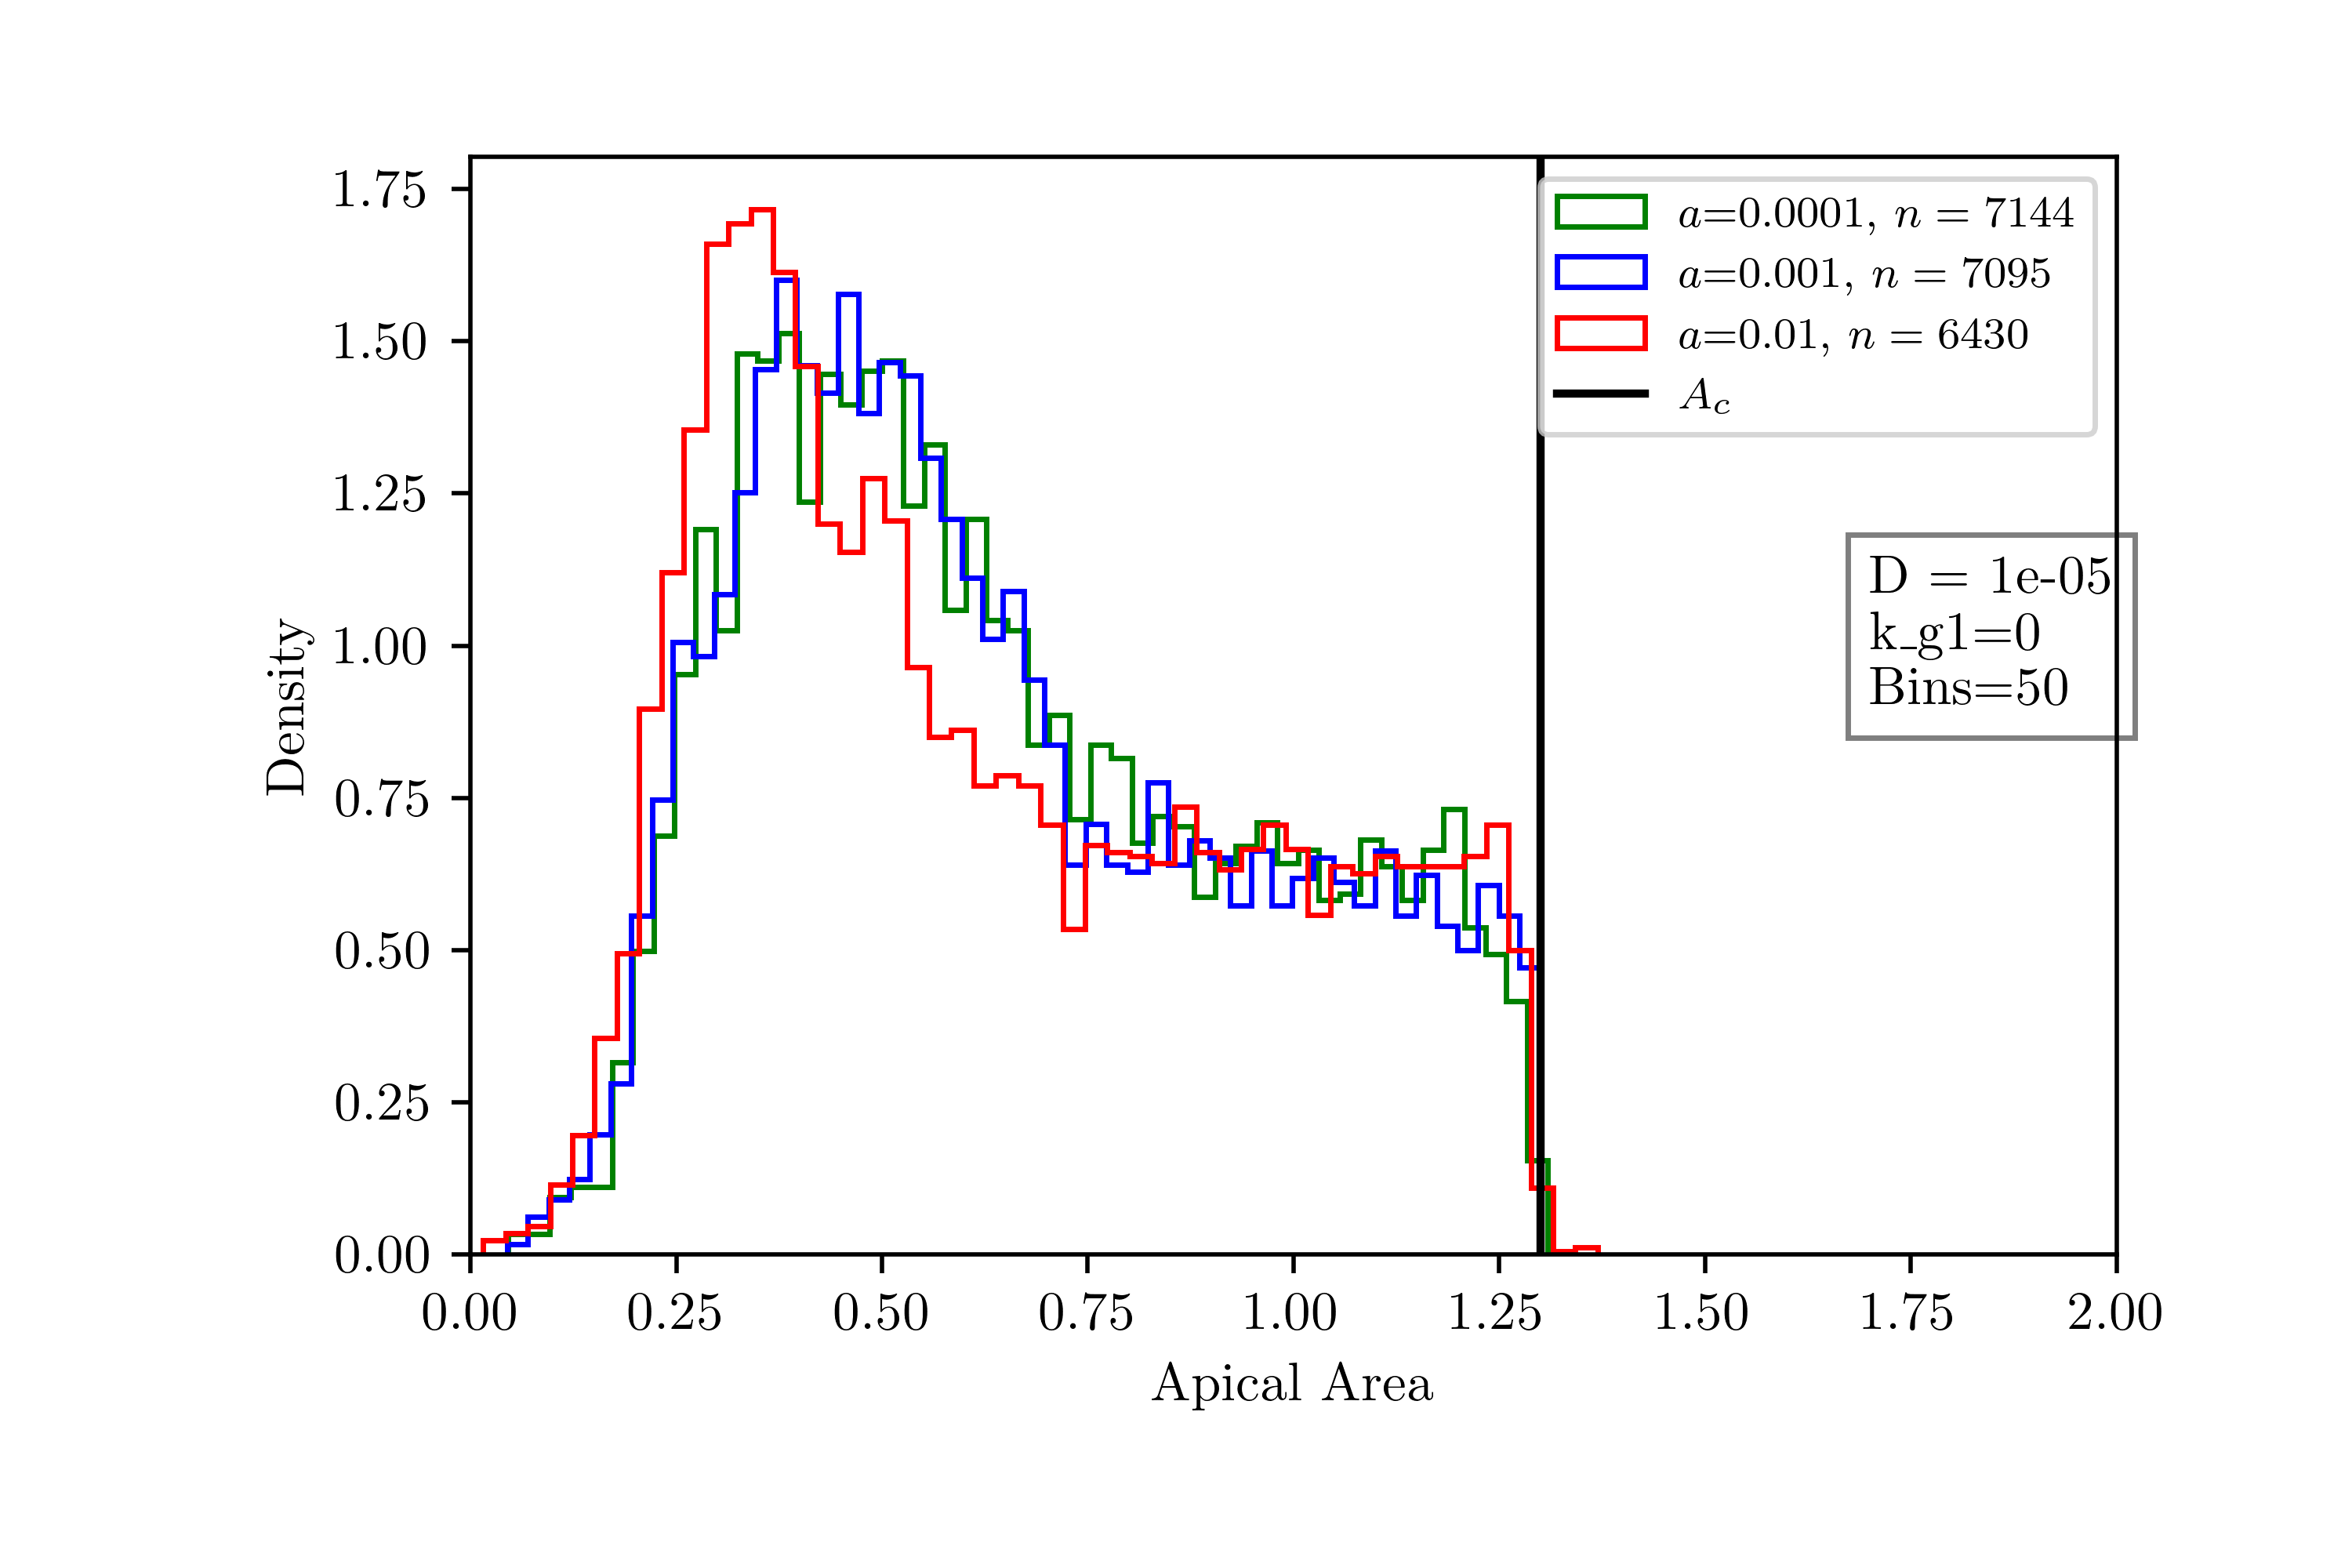 1.75
1.50
1.25
1.00
0.75
0.50
0.25
0.00
Density
0.00 0.25 0.50 0.75 1.00 1.25 1.50 1.75 2.00
Apical Area
a=0.0001, n = 7144
a=0.001, n = 7095
a=0.01, n = 6430
A_c
D = 1e-05
k_g1=0
Bins=50